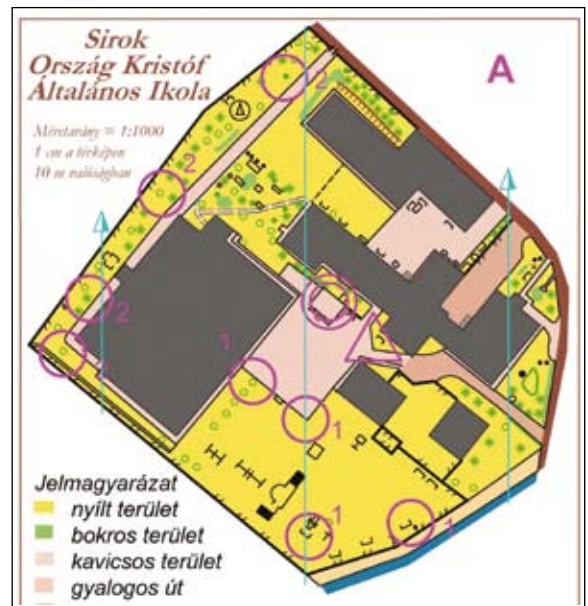 Sirok
Ország Kristóf
Általános Ikola
A
Méretarány = 1:1000
1 cm a térképen
10 m valóságban
2
2
2
1
1
1
1
Jelmagyarázat
nyílt terület
bokros terület
kavicsos terület
gyalogos út